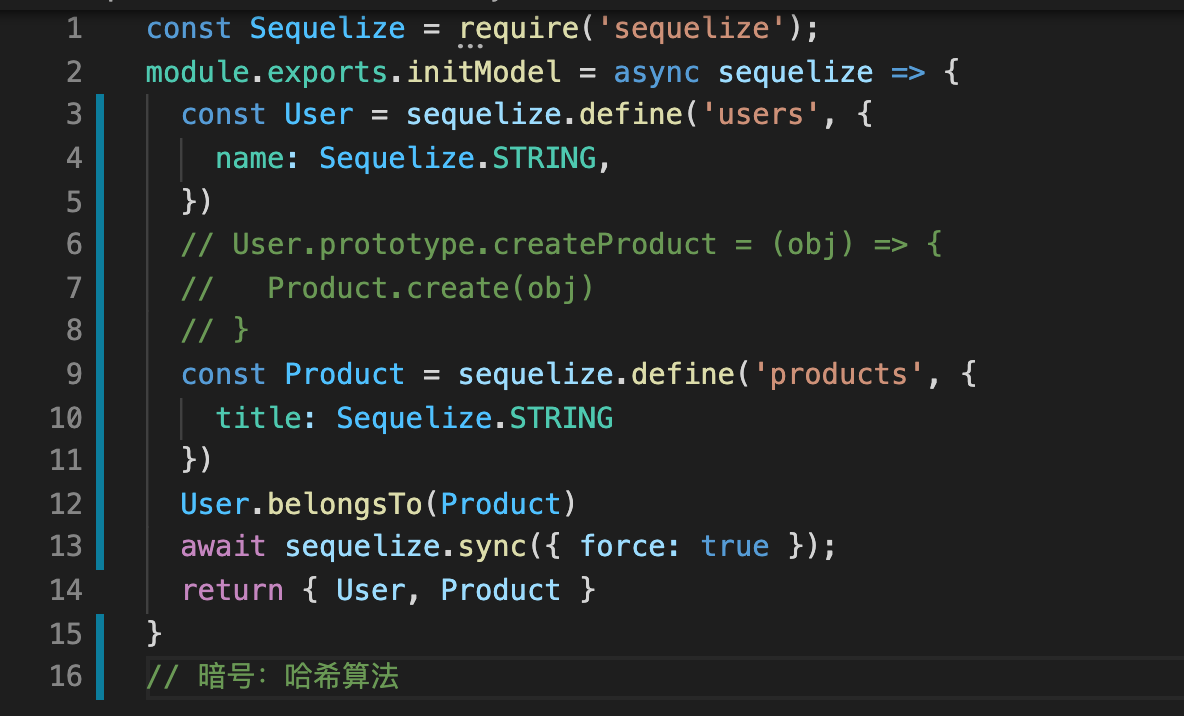 1 const Sequelize = require('sequelize');
2 module.exports.initModel = async sequelize => {
3   const User = sequelize.define('users', {
4     name: Sequelize.STRING,
5   })
6   // User.prototype.createProduct = (obj) => {
7   //   Product.create(obj)
8   // }
9   const Product = sequelize.define('products', {
10     title: Sequelize.STRING
11   })
12   User.belongsTo(Product)
13   await sequelize.sync({ force: true });
14   return { User, Product }
15 }
16 // 暗号：哈希算法